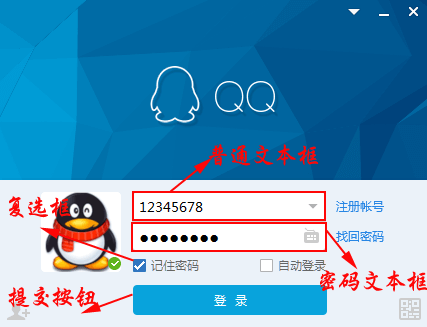 QQ
普通文本框
复选框
12345678
注册帐号
●●●●●●●●
找回密码
记住密码
自动登录
密码文本框
提交按钮
登 录